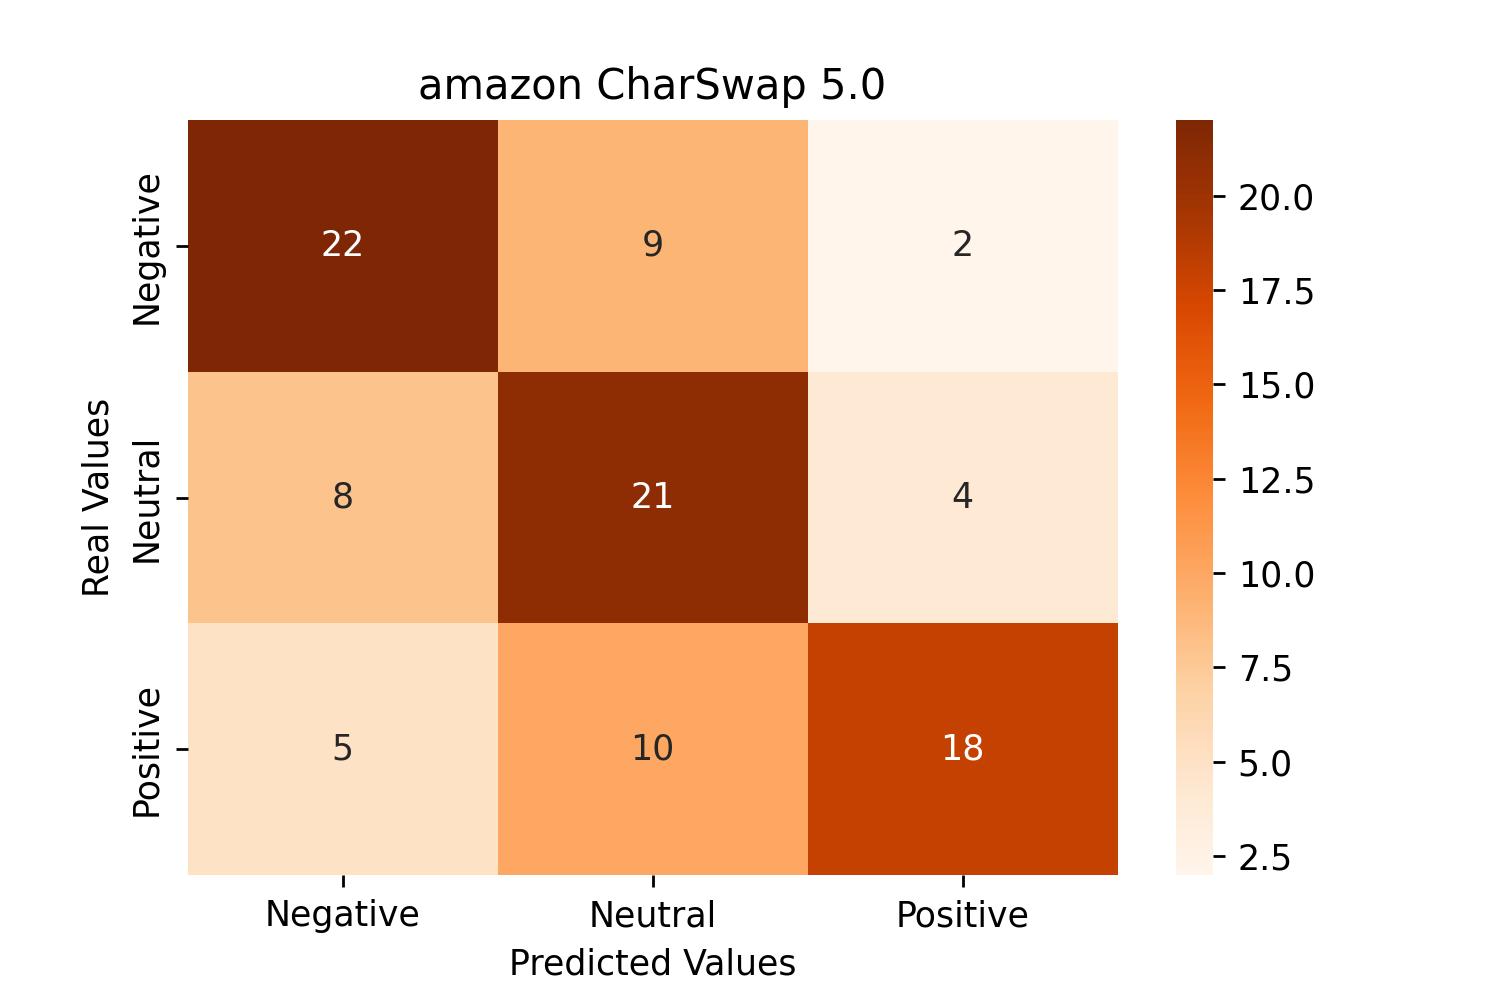 amazon CharSwap 5.0
Real Values
Negative
22 9 2
Neutral
8 21 4
Positive
5 10 18
Negative Neutral Positive
Predicted Values
20.0
17.5
15.0
12.5
10.0
7.5
5.0
2.5